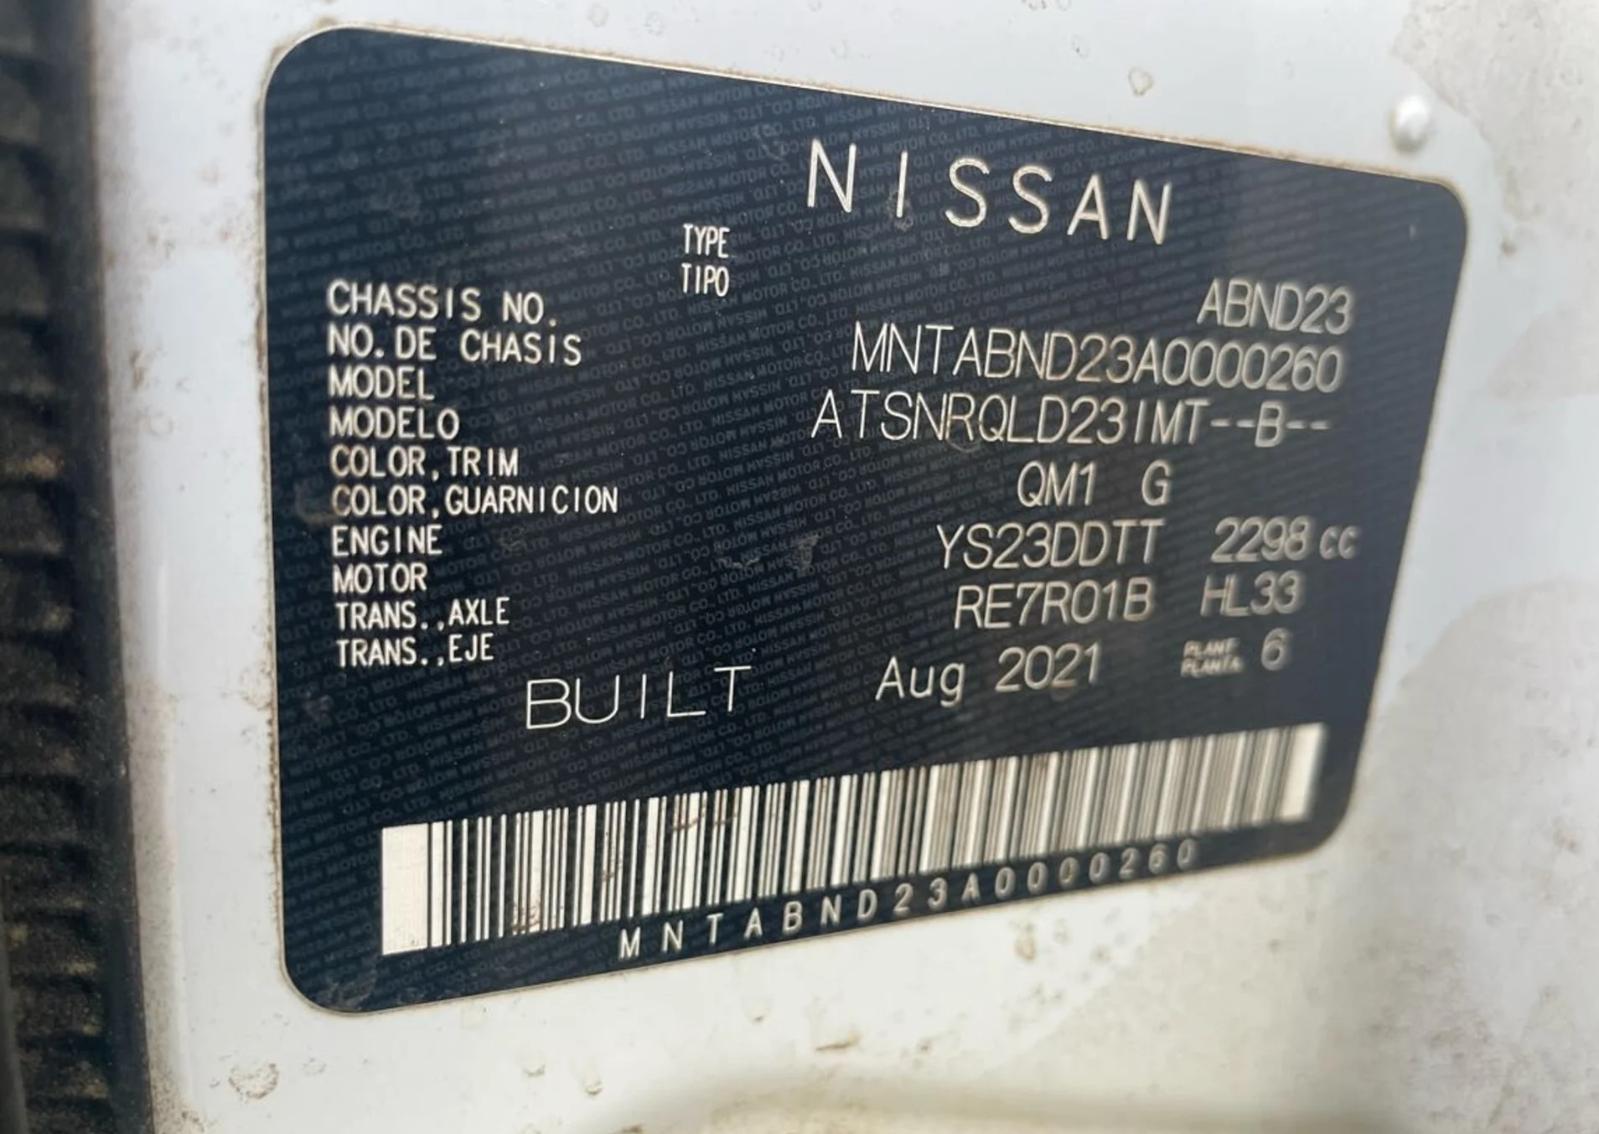 NISSAN
TYPE
TIPO ABND23
CHASSIS NO.
NO. DE CHASIS MNTABND23A0000260
MODEL
MODELO ATSNRQLD23IMT--B--
COLOR,TRIM
COLOR,GUARNICION QM1 G
ENGINE
MOTOR YS23DDTT 2298 cc
TRANS.,AXLE
TRANS.,EJE RE7R01B HL33
BUILT Aug 2021 PLANT
PLANTA 6
MNTABND23A0000260